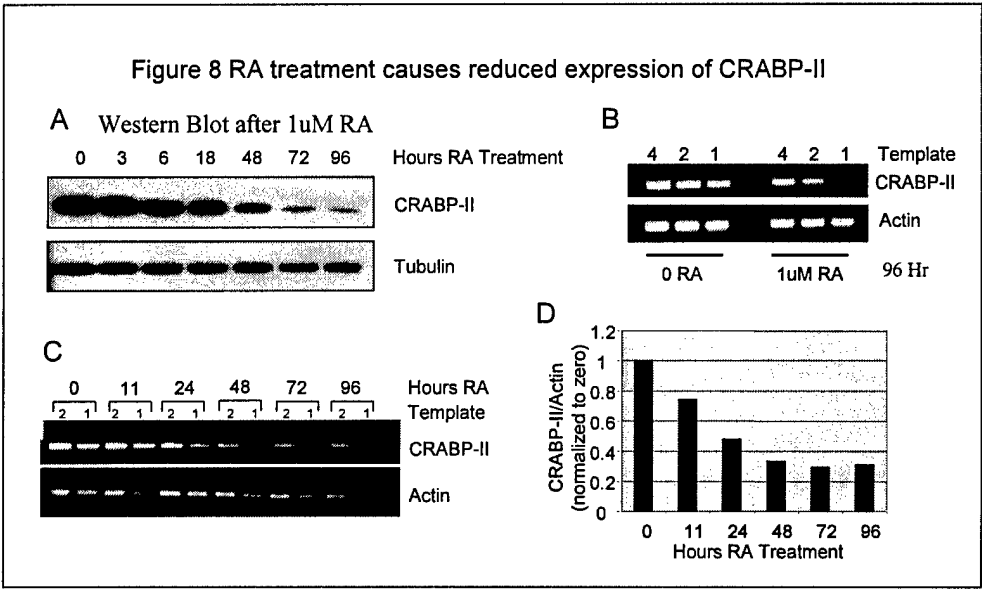 Figure 8 RA treatment causes reduced expression of CRABP-II
A
Western Blot after 1uM RA
0 3 6 18 48 72 96 Hours RA Treatment
CRABP-II
Tubulin
B
4 2 1 4 2 1 Template
CRABP-II
Actin
0 RA 1uM RA 96 Hr
C
0 11 24 48 72 96 Hours RA
2 1 2 1 2 1 2 1 2 1 2 1 Template
CRABP-II
Actin
D
CRABP-II/Actin
(normalized to zero)
1.2
1
0.8
0.6
0.4
0.2
0
0 11 24 48 72 96
Hours RA Treatment